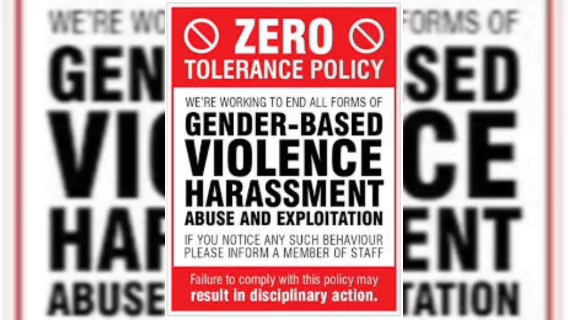 ZERO
TOLERANCE POLICY
WE'RE WORKING TO END ALL FORMS OF
GENDER-BASED
VIOLENCE
HARASSMENT
ABUSE AND EXPLOITATION
IF YOU NOTICE ANY SUCH BEHAVIOUR
PLEASE INFORM A MEMBER OF STAFF
Failure to comply with this policy may
result in disciplinary action.